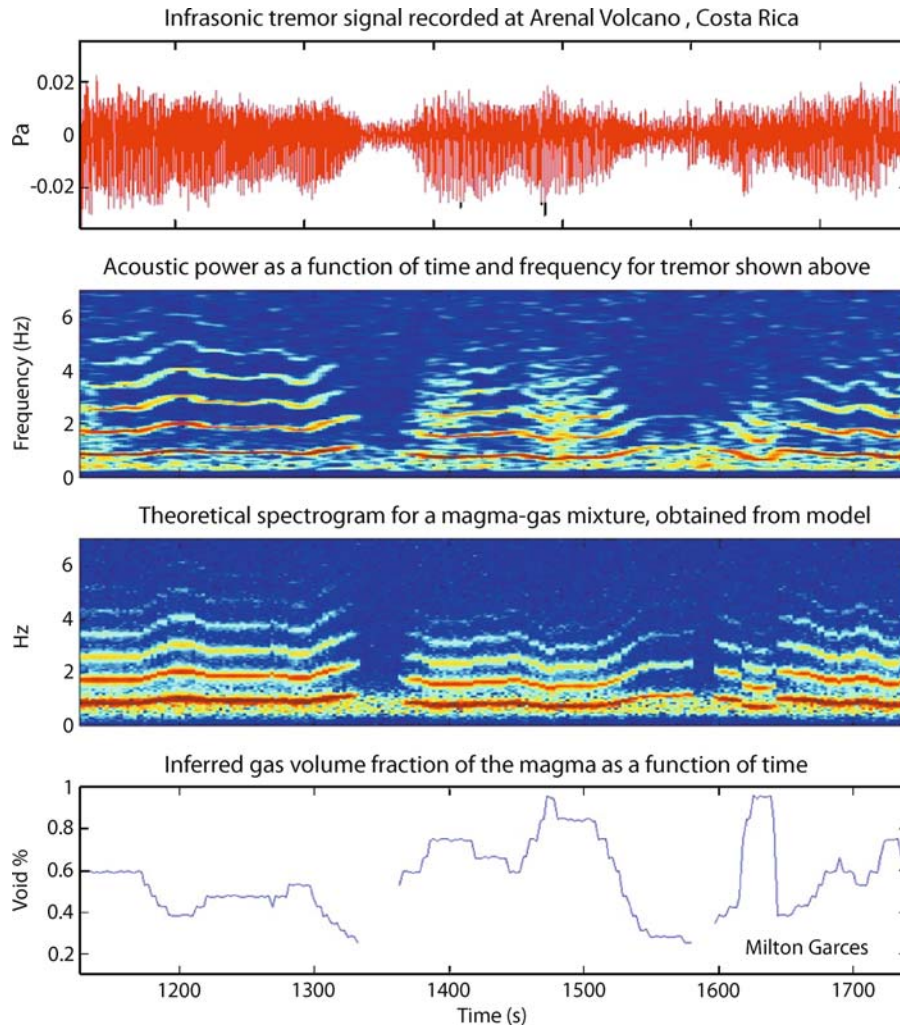 Infrasonic tremor signal recorded at Arenal Volcano , Costa Rica
0.02
0
-0.02
Pa
Acoustic power as a function of time and frequency for tremor shown above
6
4
2
0
Frequency (Hz)
Theoretical spectrogram for a magma-gas mixture, obtained from model
6
4
2
0
Hz
Inferred gas volume fraction of the magma as a function of time
1
0.8
0.6
0.4
0.2
Void %
Milton Garces
1200 1300 1400 1500 1600 1700
Time (s)